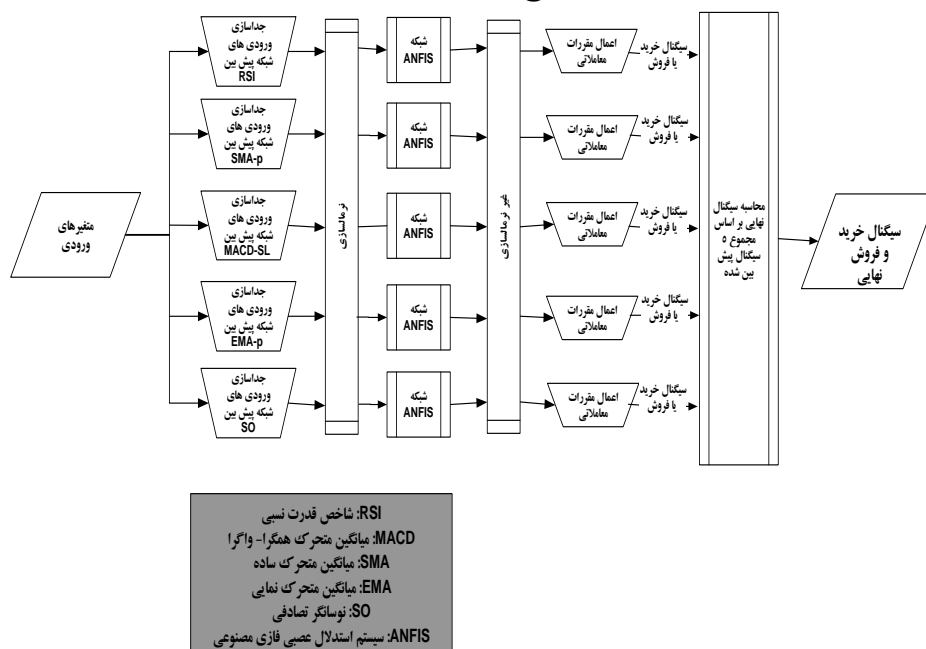 متغیرهای
ورودی
جداسازی
ورودی های
شبکه پیش بین
RSI
جداسازی
ورودی های
شبکه پیش بین
SMA-p
جداسازی
ورودی های
شبکه پیش بین
MACD-SL
جداسازی
ورودی های
شبکه پیش بین
EMA-p
جداسازی
ورودی های
شبکه پیش بین
SO
نرمالسازی
شبکه
ANFIS
شبکه
ANFIS
شبکه
ANFIS
شبکه
ANFIS
شبکه
ANFIS
غیر نرمالسازی
اعمال مقررات
معاملاتی
اعمال مقررات
معاملاتی
اعمال مقررات
معاملاتی
اعمال مقررات
معاملاتی
اعمال مقررات
معاملاتی
سیگنال خرید
یا فروش
سیگنال خرید
یا فروش
سیگنال خرید
یا فروش
سیگنال خرید
یا فروش
سیگنال خرید
یا فروش
محاسبه سیگنال
نهایی بر اساس
مجموع ۵
سیگنال پیش
بین شده
سیگنال خرید
و فروش
نهایی
RSI: شاخص قدرت نسبی
MACD: میانگین متحرک همگرا- واگرا
SMA: میانگین متحرک ساده
EMA: میانگین متحرک نمایی
SO: نوسانگر تصادفی
ANFIS: سیستم استدلال عصبی فازی مصنوعی